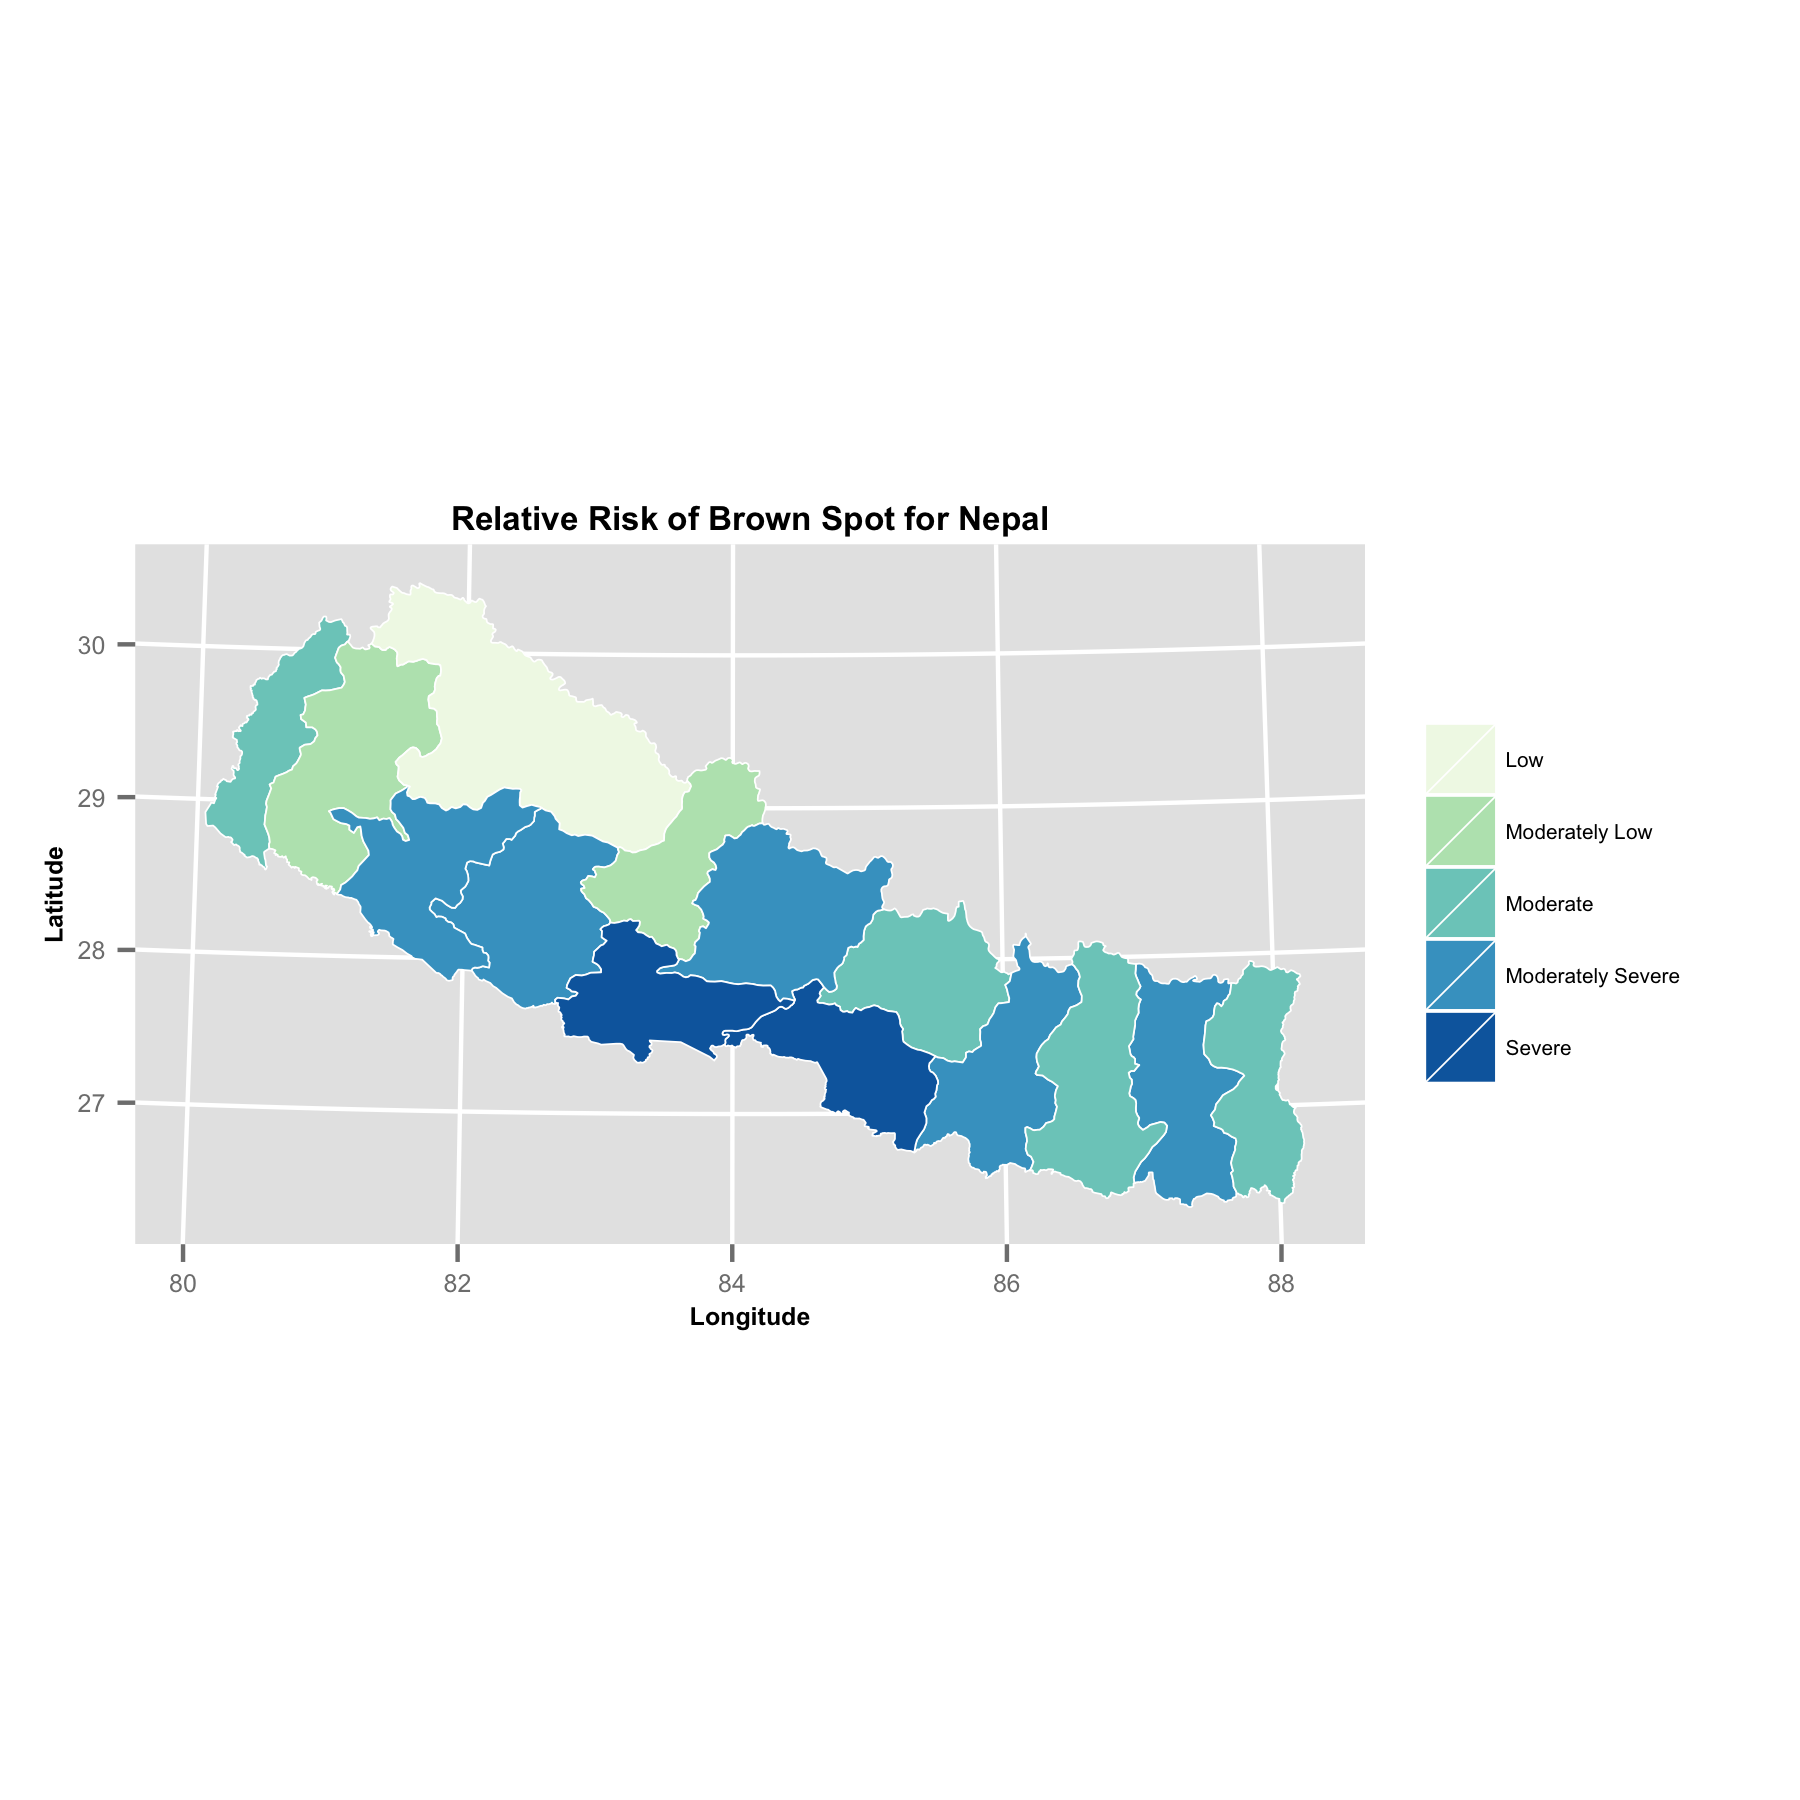 Relative Risk of Brown Spot for Nepal
30
29
28
27
Latitude
80 82 84 86 88
Longitude
Low
Moderately Low
Moderate
Moderately Severe
Severe